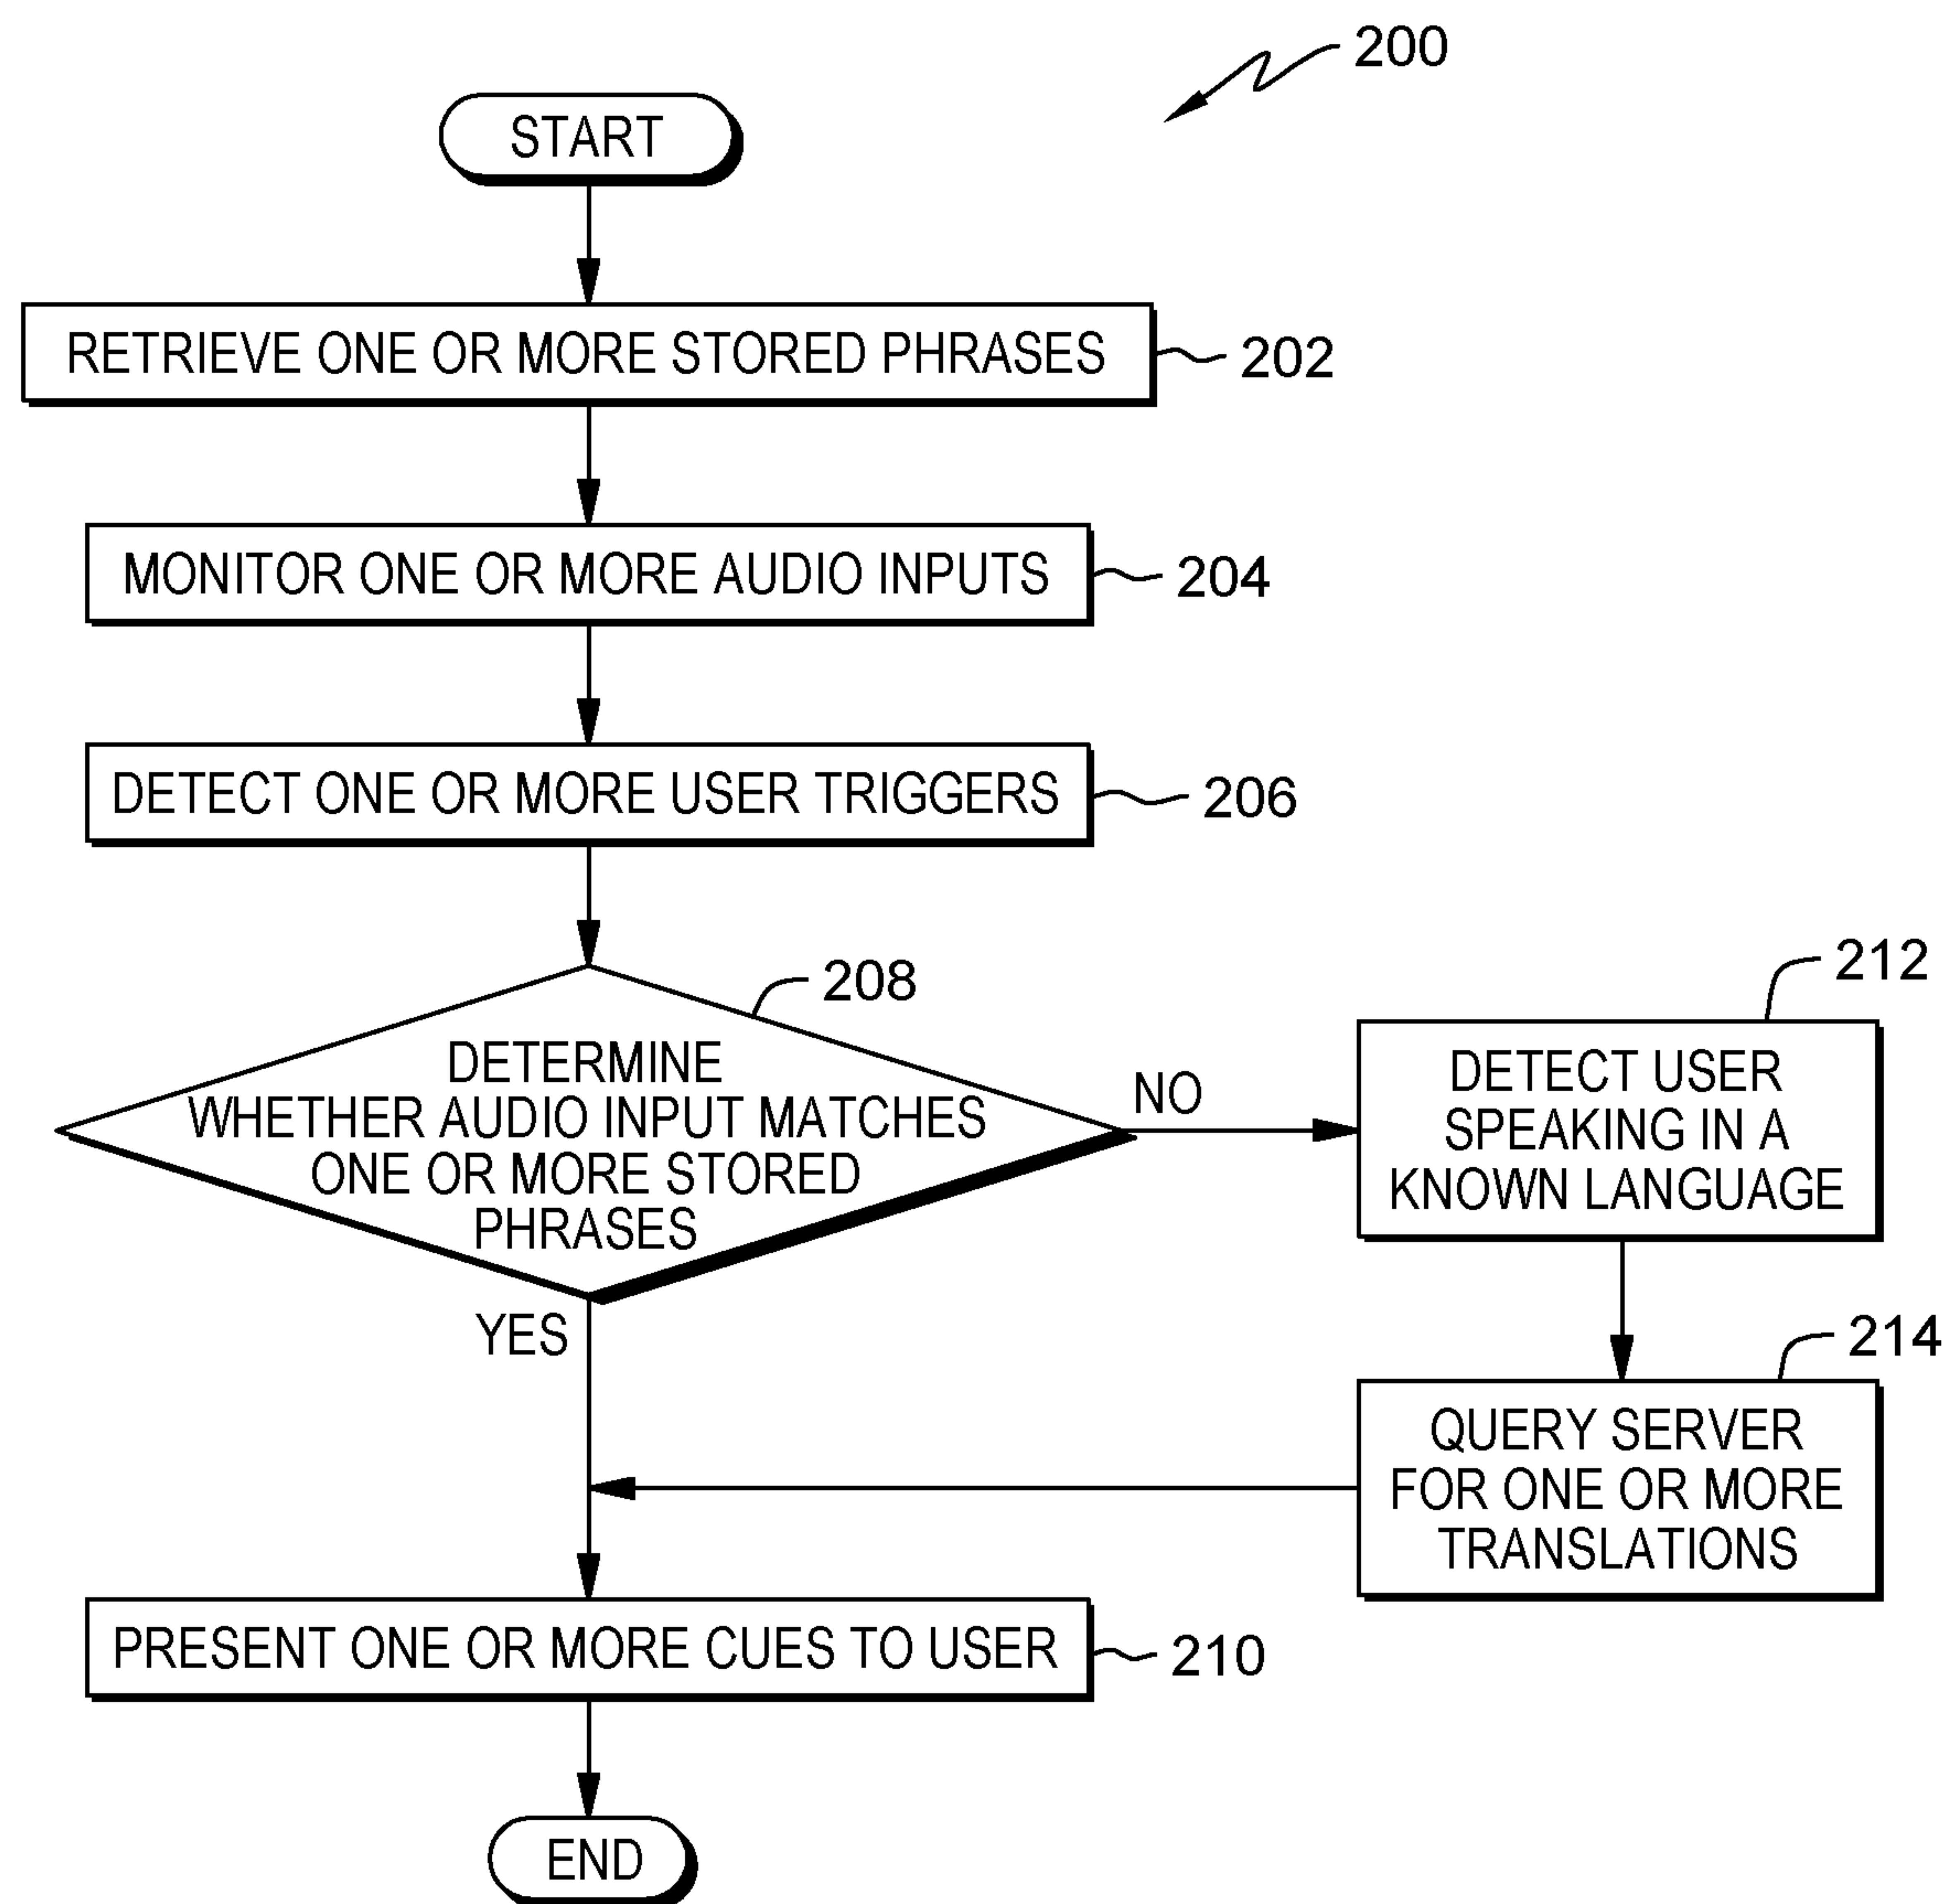 200
START
RETRIEVE ONE OR MORE STORED PHRASES
202
MONITOR ONE OR MORE AUDIO INPUTS
204
DETECT ONE OR MORE USER TRIGGERS
206
208
DETERMINE
WHETHER AUDIO INPUT MATCHES
ONE OR MORE STORED
PHRASES
NO
YES
212
DETECT USER
SPEAKING IN A
KNOWN LANGUAGE
214
QUERY SERVER
FOR ONE OR MORE
TRANSLATIONS
PRESENT ONE OR MORE CUES TO USER
210
END